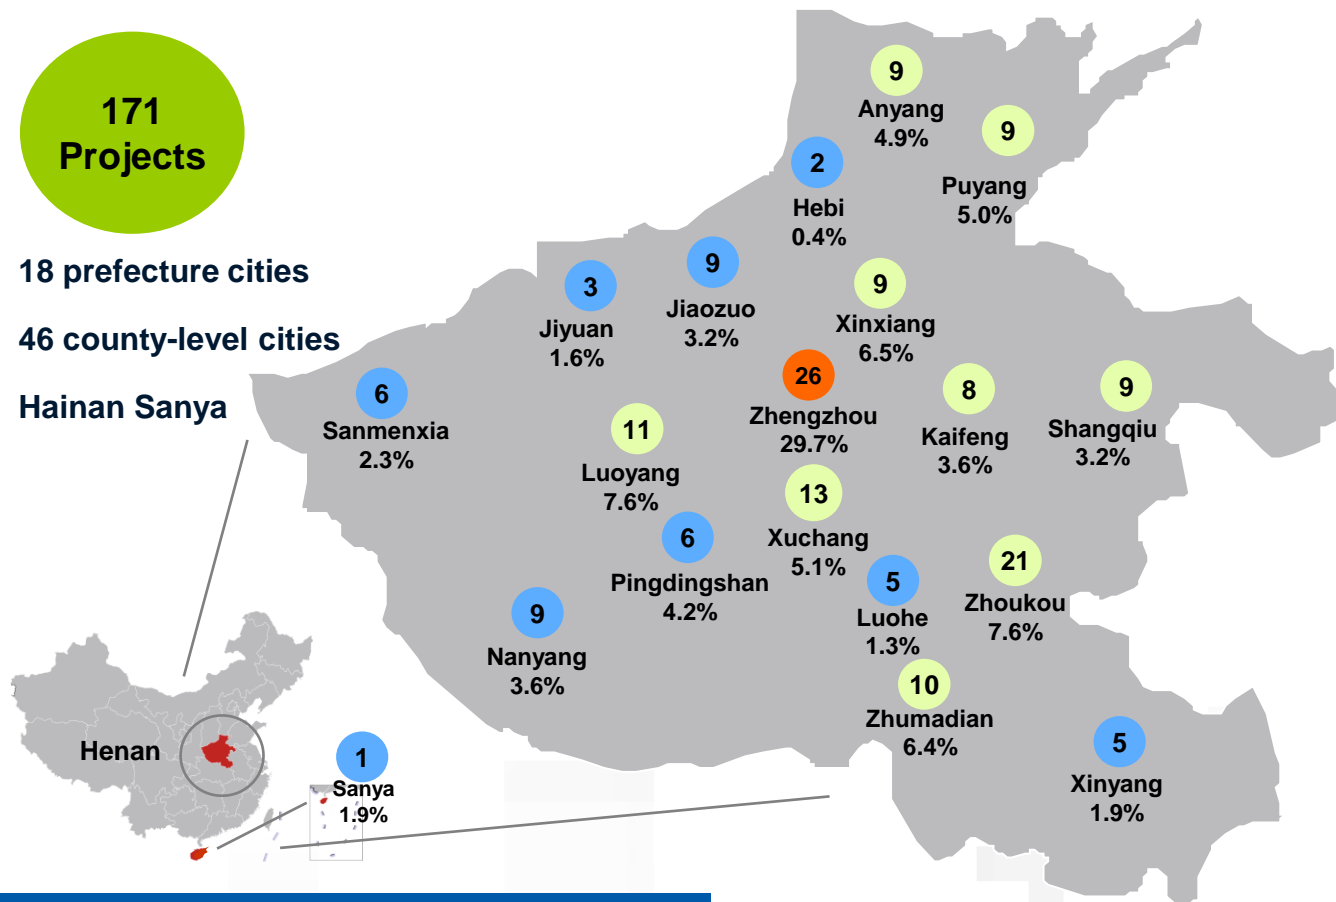 171
Projects
18 prefecture cities
46 county-level cities
Hainan Sanya
9
Anyang
4.9%
9
Puyang
5.0%
2
Hebi
0.4%
9
Jiaozuo
3.2%
3
Jiyuan
1.6%
9
Xinxiang
6.5%
6
Sanmenxia
2.3%
26
Zhengzhou
29.7%
8
Kaifeng
3.6%
9
Shangqiu
3.2%
11
Luoyang
7.6%
13
Xuchang
5.1%
6
Pingdingshan
4.2%
5
Luohe
1.3%
21
Zhoukou
7.6%
9
Nanyang
3.6%
10
Zhumadian
6.4%
5
Xinyang
1.9%
Henan
1
Sanya
1.9%